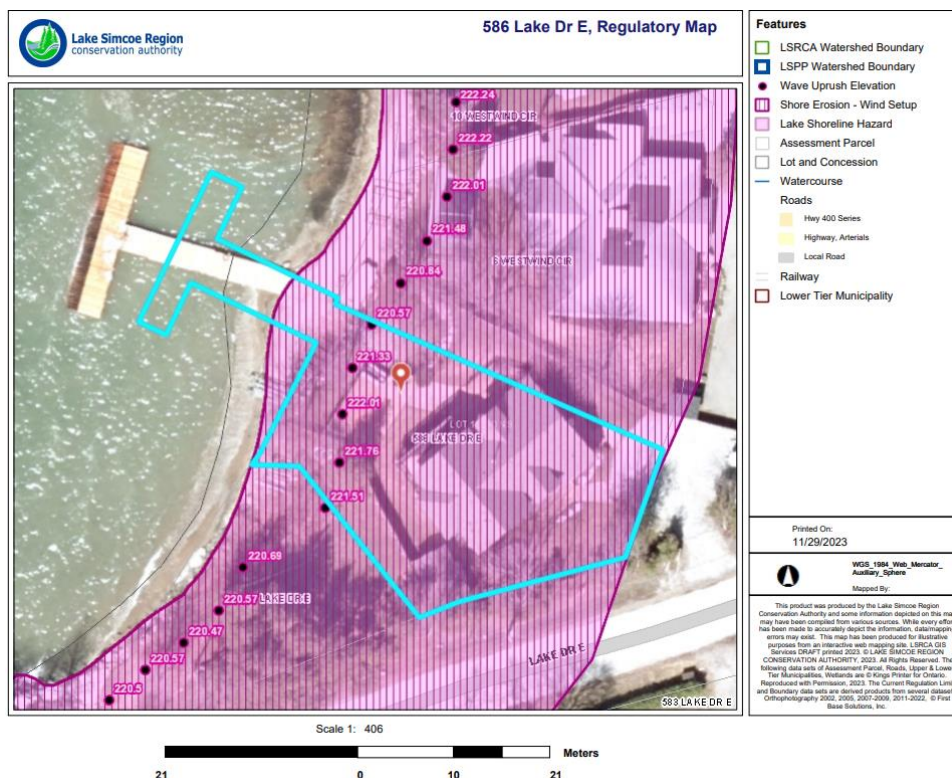 Lake Simcoe Region
conservation authority
586 Lake Dr E, Regulatory Map
222.24
10 WESTWIND CIR
222.22
222.01
221.48
6 WESTWIND CIR
220.84
220.57
221.33
222.01
LOT
586 LAKE DR E
221.76
221.51
220.69
220.57
LAKE DR E
220.47
220.57
220.5
LAKE DR E
583 LAKE DR E
Features
LSRCA Watershed Boundary
LSPP Watershed Boundary
Wave Uprush Elevation
Shore Erosion - Wind Setup
Lake Shoreline Hazard
Assessment Parcel
Lot and Concession
Watercourse
Roads
Hwy 400 Series
Highway, Arterials
Local Road
Railway
Lower Tier Municipality
Printed On:
11/29/2023
WGS_1984_Web_Mercator_
Auxiliary_Sphere
Mapped By:
This product was produced by the Lake Simcoe Region
Conservation Authority and some information depicted on this map
may have been compiled from various sources. While every effort
has been made to accurately depict the information, data/mapping
errors may exist. This map has been produced for illustrative
purposes from an interactive web mapping site. LSRCA GIS
Services DRAFT printed 2023. © LAKE SIMCOE REGION
CONSERVATION AUTHORITY, 2023. All Rights Reserved. The
following data sets of Assessment Parcel, Roads, Upper & Lower
Tier Municipalities, Wetlands are © Kings Printer for Ontario.
Reproduced with Permission, 2023. The Current Regulation Limit
and Boundary data sets are derived products from several datasets.
Orthophotography 2002, 2005, 2007-2009, 2011-2022, © First
Base Solutions, Inc.
Scale 1: 406
Meters
21 0 10 21